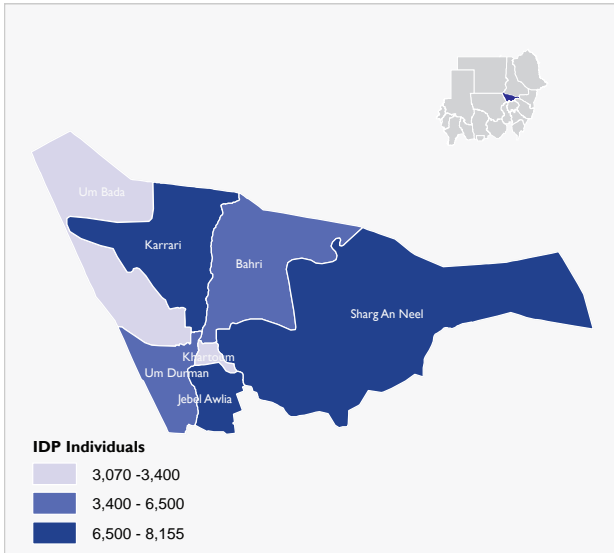 Um Bada
Karrari
Bahri
Sharg An Neel
Khartoum
Um Durman
Jebel Awlia
IDP Individuals
3,070 -3,400
3,400 - 6,500
6,500 - 8,155